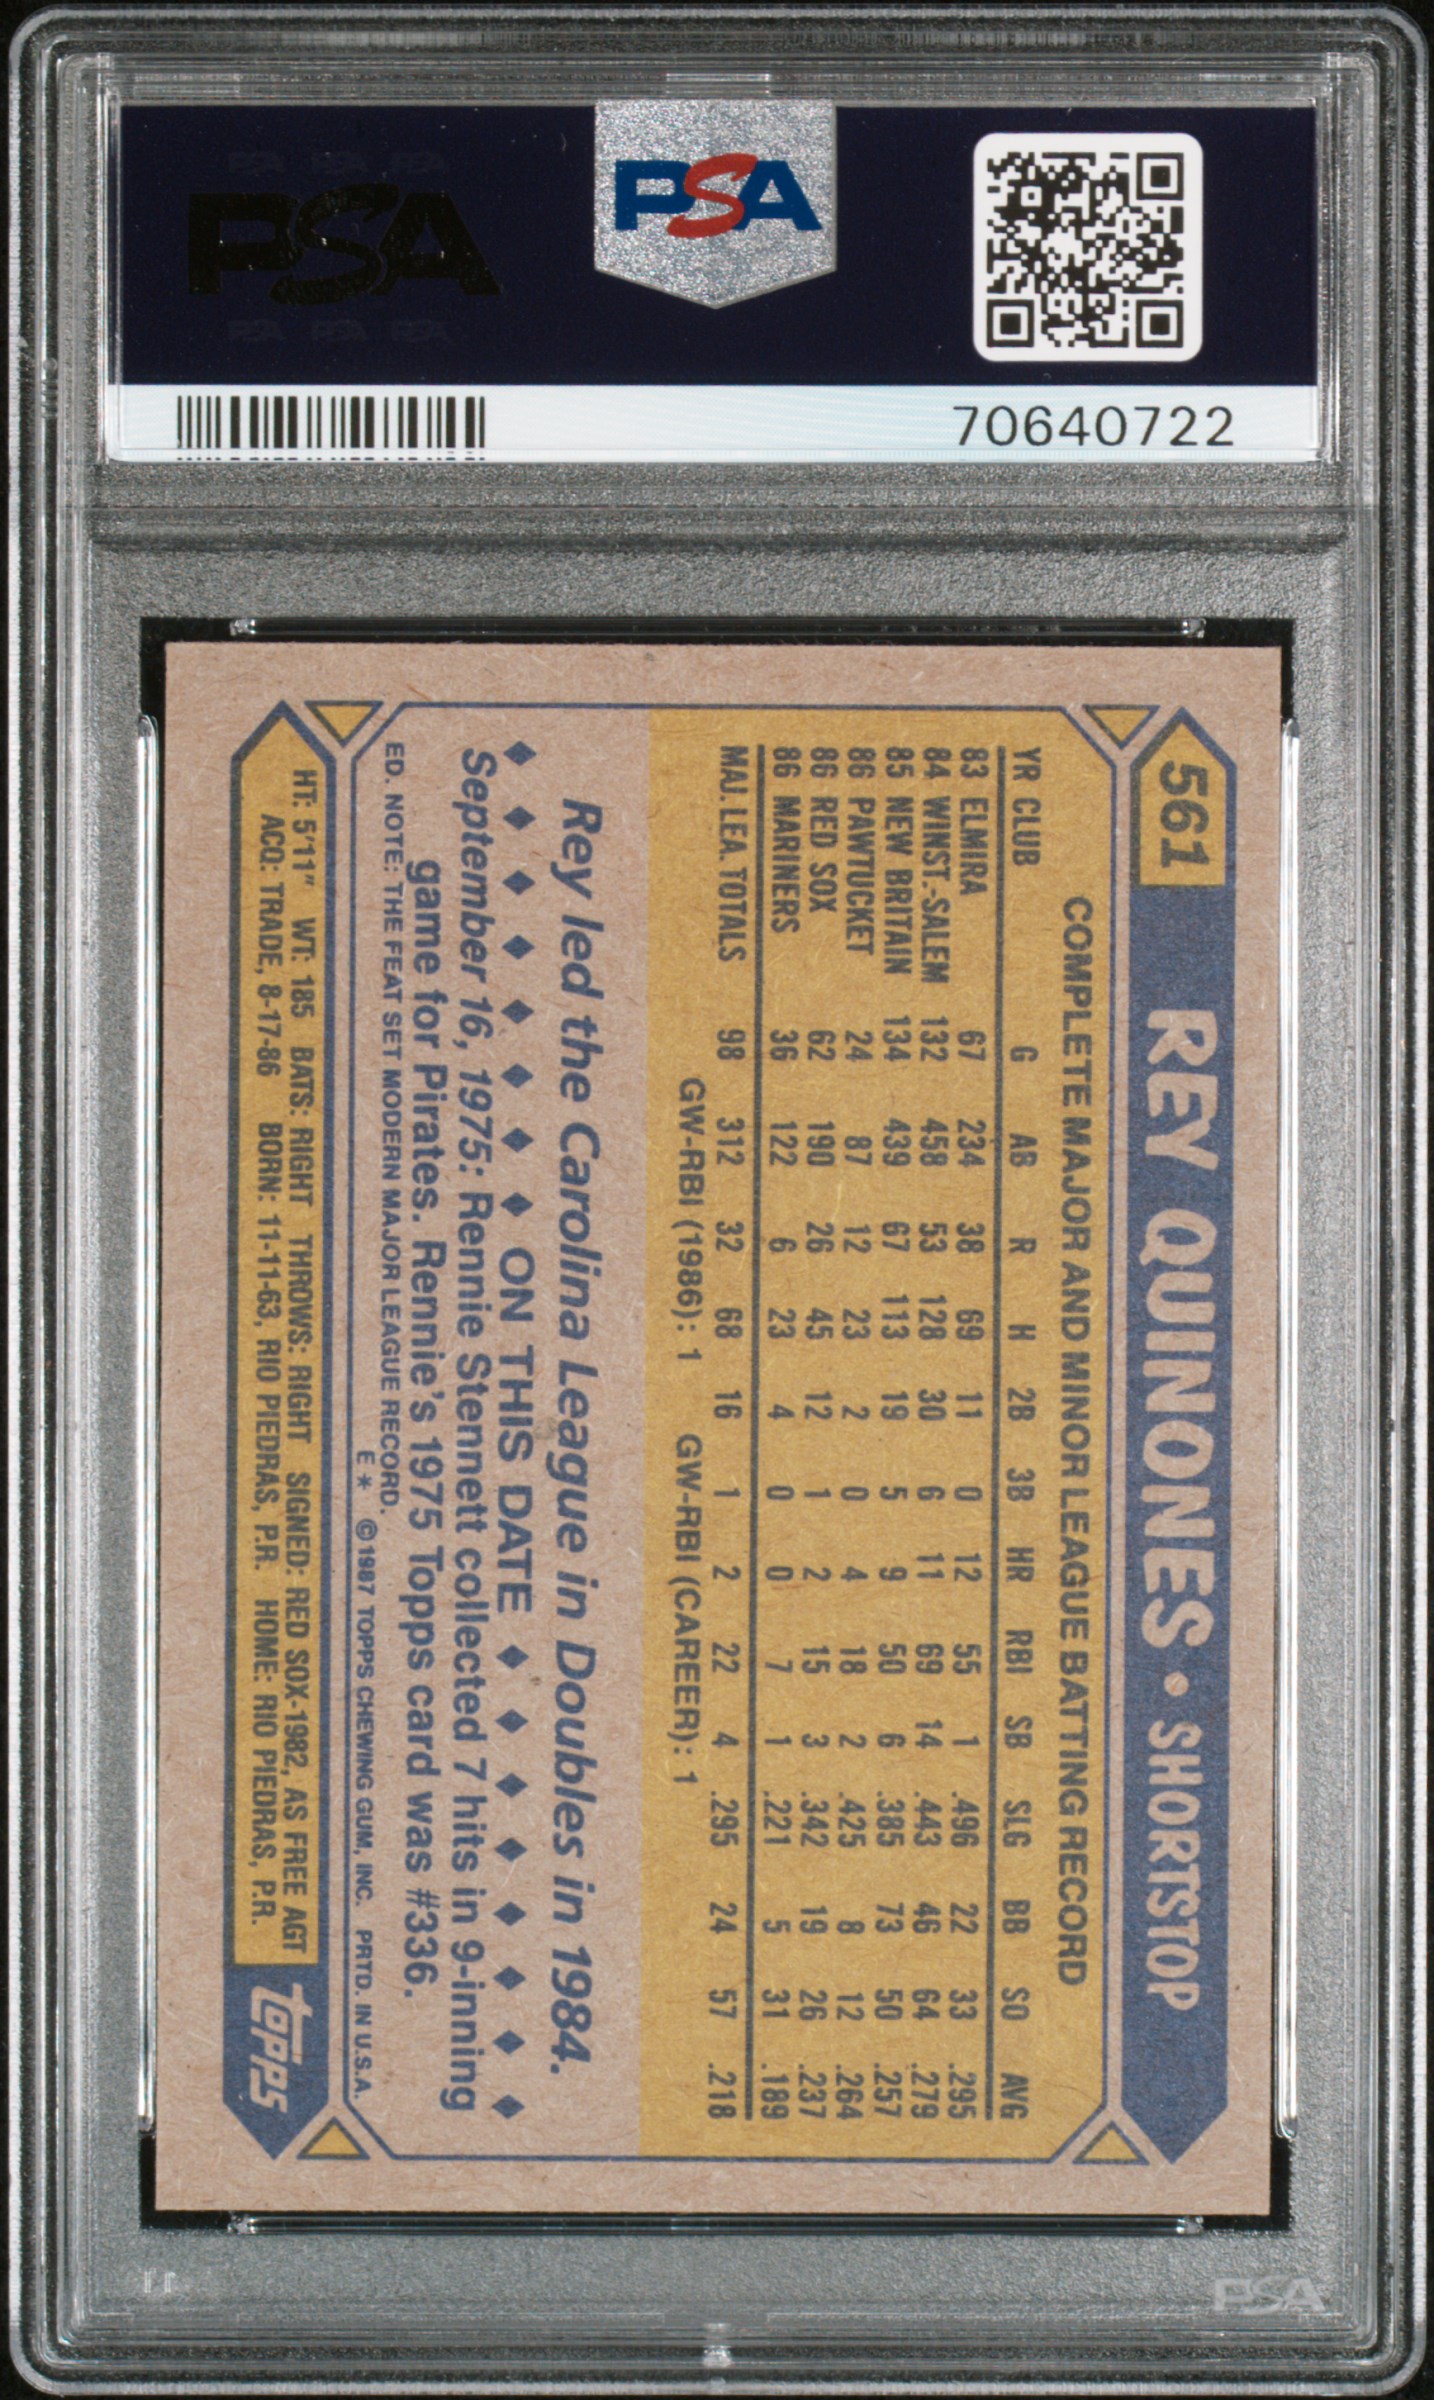 PSA
PSA
70640722
561 REY QUINONES • SHORTSTOP
COMPLETE MAJOR AND MINOR LEAGUE BATTING RECORD
YR CLUB G AB R H 2B 3B HR RBI SB SLG BB SO AVG
83 ELMIRA 67 234 38 69 11 0 12 55 1 .496 22 33 .295
84 WINST.-SALEM 132 458 53 128 30 6 11 69 14 .443 46 64 .279
85 NEW BRITAIN 134 439 67 113 19 5 9 50 6 .385 73 50 .257
86 PAWTUCKET 24 87 12 23 2 0 4 18 2 .425 8 12 .264
86 RED SOX 62 190 26 45 12 1 2 15 3 .342 19 26 .237
86 MARINERS 36 122 6 23 4 0 0 7 1 .221 5 31 .189
MAJ. LEA. TOTALS 98 312 32 68 16 1 2 22 4 .295 24 57 .218
GW-RBI (1986): 1 GW-RBI (CAREER): 1
Rey led the Carolina League in Doubles in 1984.
◆ ◆ ◆ ◆ ◆ ◆ ◆ ◆ ON THIS DATE ◆ ◆ ◆ ◆ ◆ ◆ ◆ ◆
September 16, 1975: Rennie Stennett collected 7 hits in 9-inning
game for Pirates. Rennie's 1975 Topps card was #336.
ED. NOTE: THE FEAT SET MODERN MAJOR LEAGUE RECORD.
E * © 1987 TOPPS CHEWING GUM, INC. PRTD. IN U.S.A.
HT: 5'11" WT: 185 BATS: RIGHT THROWS: RIGHT SIGNED: RED SOX-1982, AS FREE AGT
ACQ: TRADE, 8-17-86 BORN: 11-11-63, RIO PIEDRAS, P.R. HOME: RIO PIEDRAS, P.R.
topps
PSA